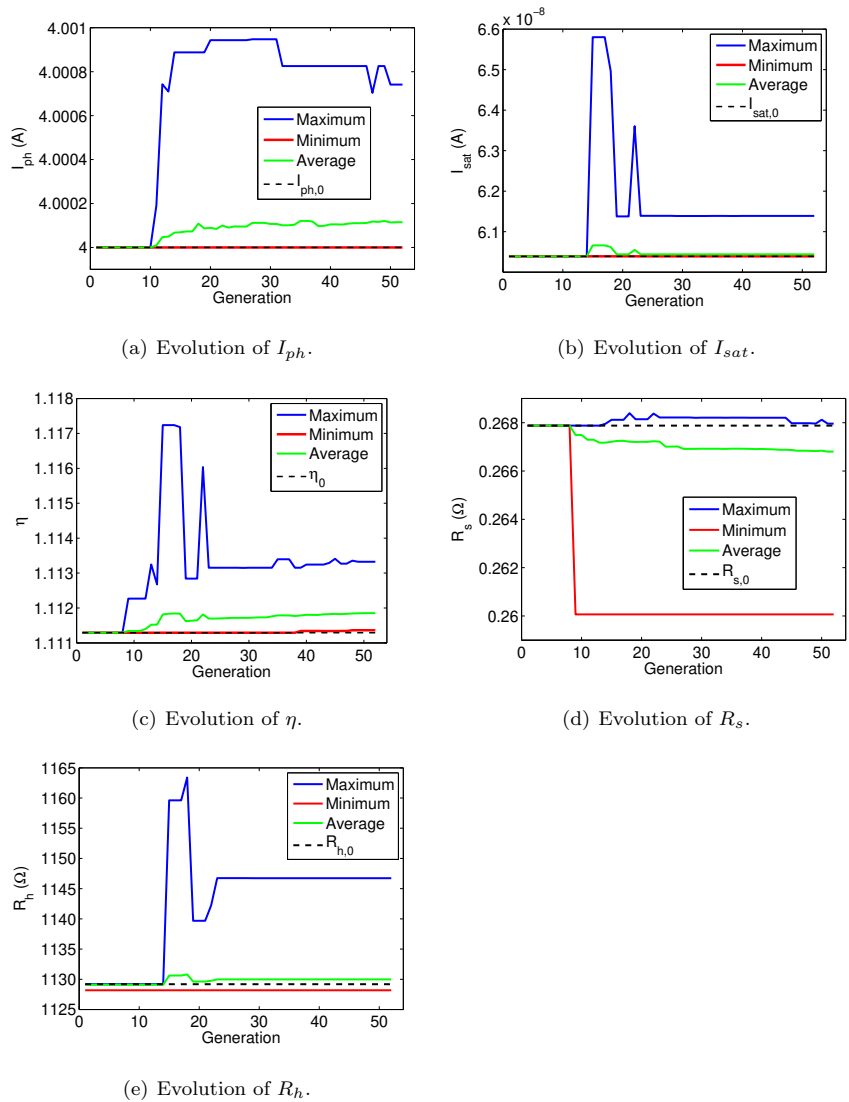 4.001
4.0008
4.0006
4.0004
4.0002
4
I_ph (A)
Maximum
Minimum
Average
I_ph,0
0 10 20 30 40 50
Generation
(a) Evolution of I_ph.
x 10^-8
6.6
6.5
6.3
6.1
I_sat (A)
Maximum
Minimum
Average
I_sat,0
0 10 20 30 40 50
Generation
(b) Evolution of I_sat.
1.118
1.117
1.116
1.115
1.114
1.113
1.112
1.111
η
Maximum
Minimum
Average
η_0
0 10 20 30 40 50
Generation
(c) Evolution of η.
0.268
0.266
0.264
0.262
0.26
R_s (Ω)
Maximum
Minimum
Average
R_s,0
0 10 20 30 40 50
Generation
(d) Evolution of R_s.
1165
1160
1155
1150
1145
1140
1135
1130
1125
R_h (Ω)
Maximum
Minimum
Average
R_h,0
0 10 20 30 40 50
Generation
(e) Evolution of R_h.